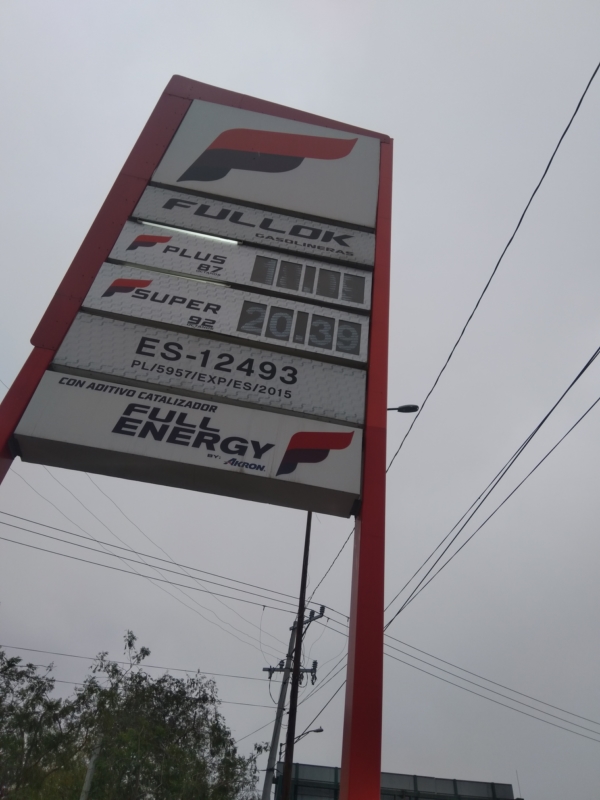 FULLOK
GASOLINERAS
PLUS
87
SUPER
92
20.39
ES-12493
PL/5957/EXP/ES/2015
CON ADITIVO CATALIZADOR
FULL
ENERGY
BY: AKRON